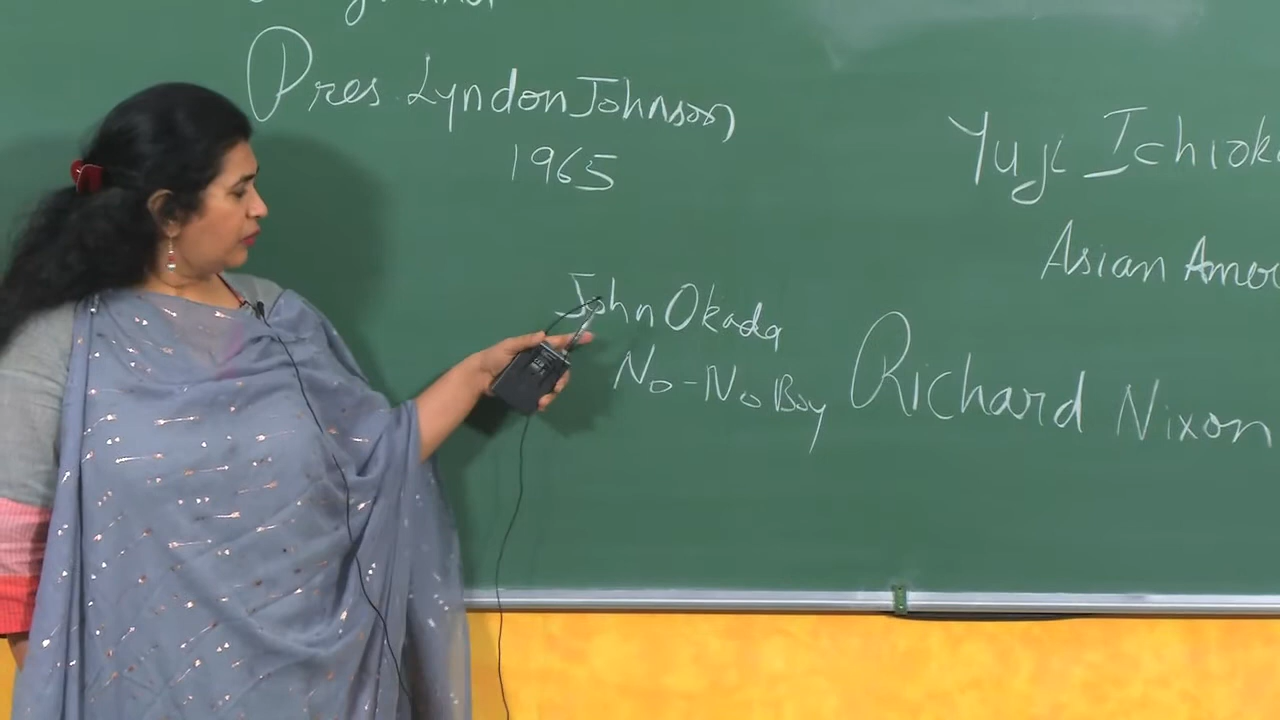 Pres. Lyndon Johnson
1965
Yuji Ichiok
Asian Amer
John Okada
No-No Boy
Richard Nixon